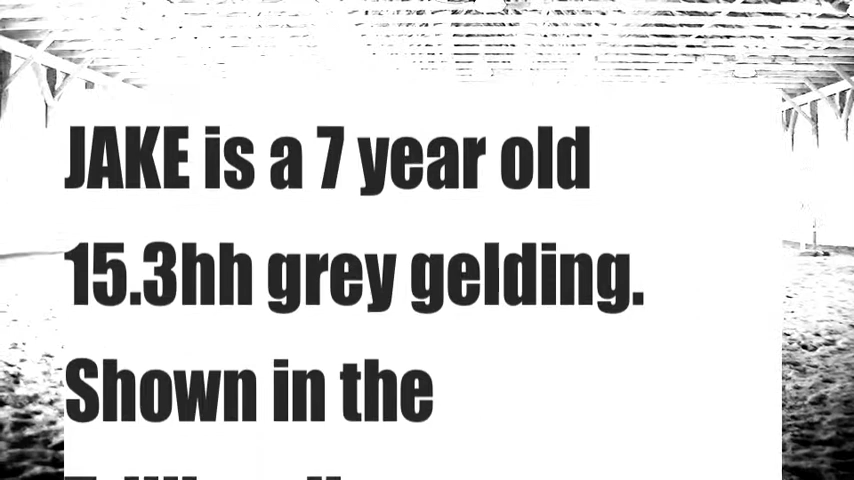 JAKE is a 7 year old
15.3hh grey gelding.
Shown in the